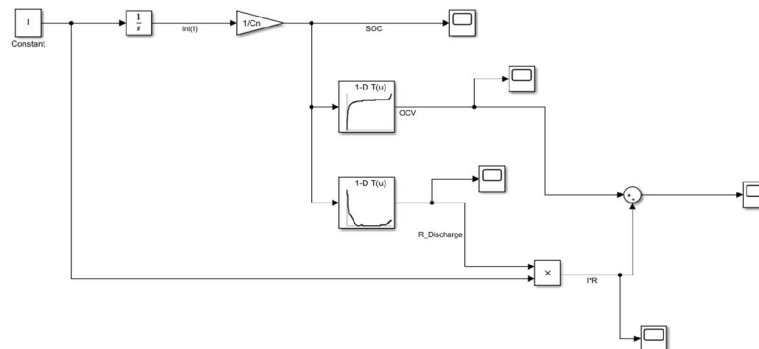 I
Constant
1
s
Int(I)
1/Cn
SOC
1-D T(u)
OCV
1-D T(u)
R_Discharge
×
I*R
+
+